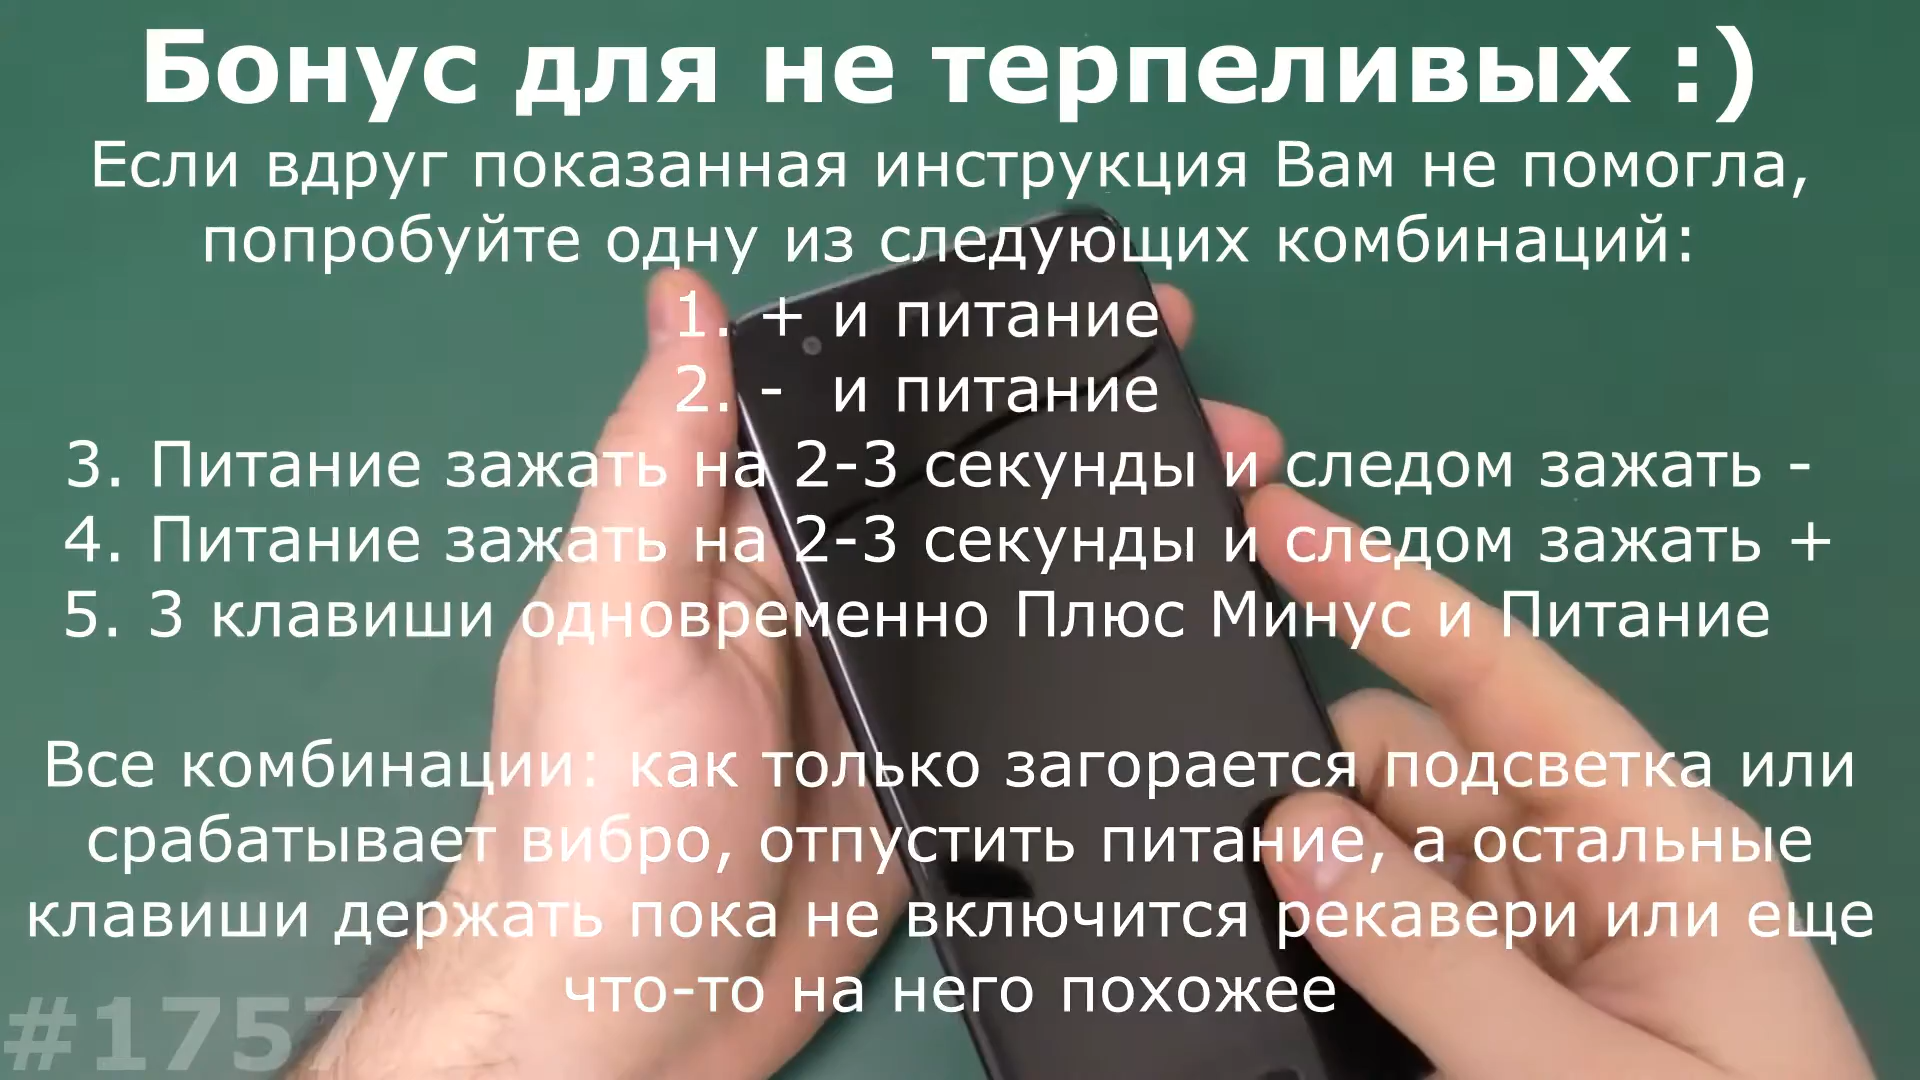 Бонус для не терпеливых :)
Если вдруг показанная инструкция Вам не помогла,
попробуйте одну из следующих комбинаций:
1. + и питание
2. - и питание
3. Питание зажать на 2-3 секунды и следом зажать -
4. Питание зажать на 2-3 секунды и следом зажать +
5. 3 клавиши одновременно Плюс Минус и Питание
Все комбинации: как только загорается подсветка или
срабатывает вибро, отпустить питание, а остальные
клавиши держать пока не включится рекавери или еще
что-то на него похожее
#1757